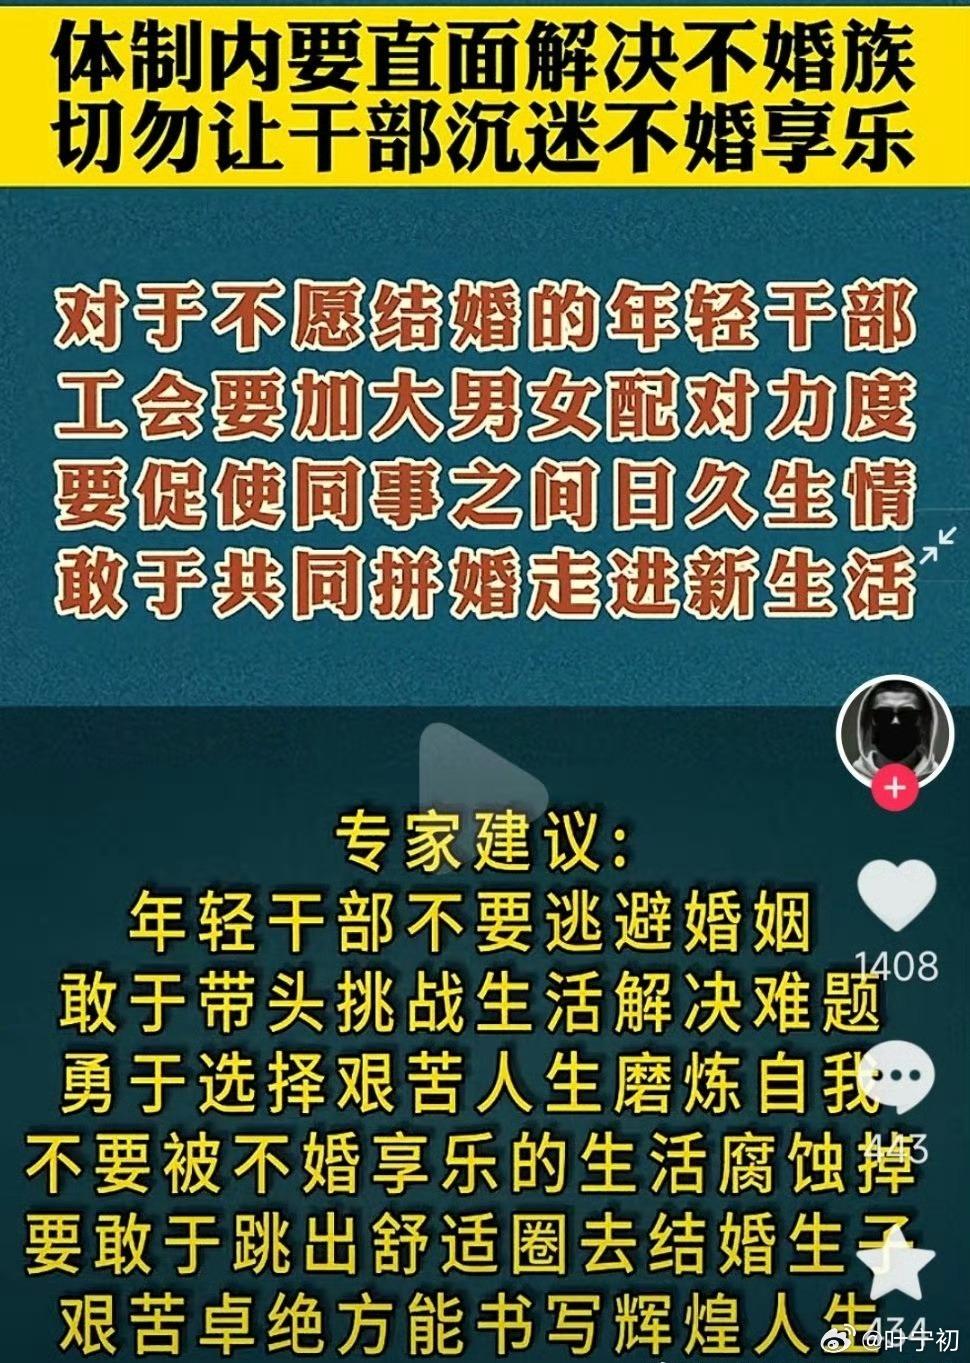 体制内要直面解决不婚族
切勿让干部沉迷不婚享乐
对于不愿结婚的年轻干部
工会要加大男女配对力度
要促使同事之间日久生情
敢于共同拼婚走进新生活
专家建议:
年轻干部不要逃避婚姻
敢于带头挑战生活解决难题
1408
勇于选择艰苦人生磨炼自我
不要被不婚享乐的生活腐蚀掉
443
要敢于跳出舒适圈去结婚生子
艰苦卓绝方能书写辉煌人生
434
@叶宁初